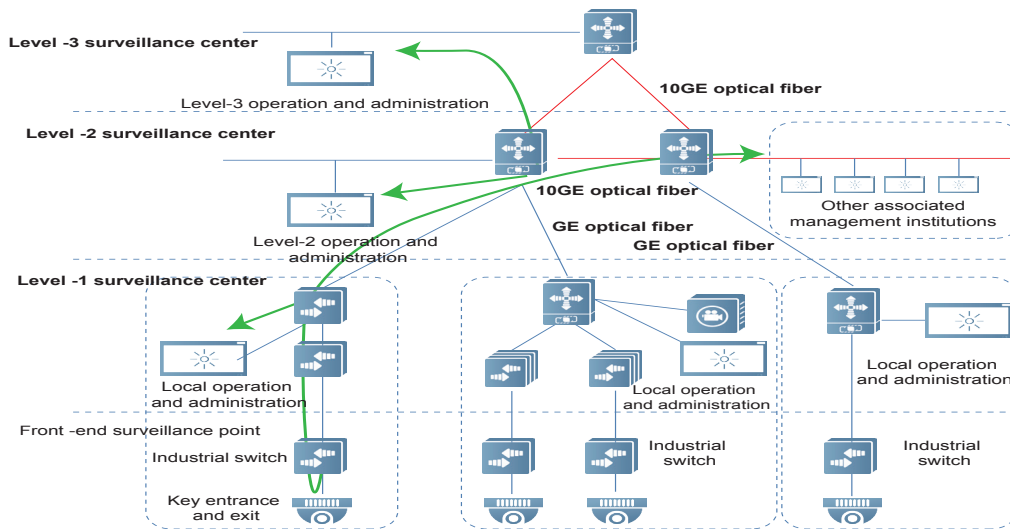 Level -3 surveillance center
Level-3 operation and administration
10GE optical fiber
Level -2 surveillance center
10GE optical fiber
Other associated
management institutions
Level-2 operation and
administration
GE optical fiber
GE optical fiber
Level -1 surveillance center
Local operation
and administration
Local operation
and administration
Local operation
and administration
Front -end surveillance point
Industrial switch
Industrial
switch
Industrial
switch
Key entrance
and exit